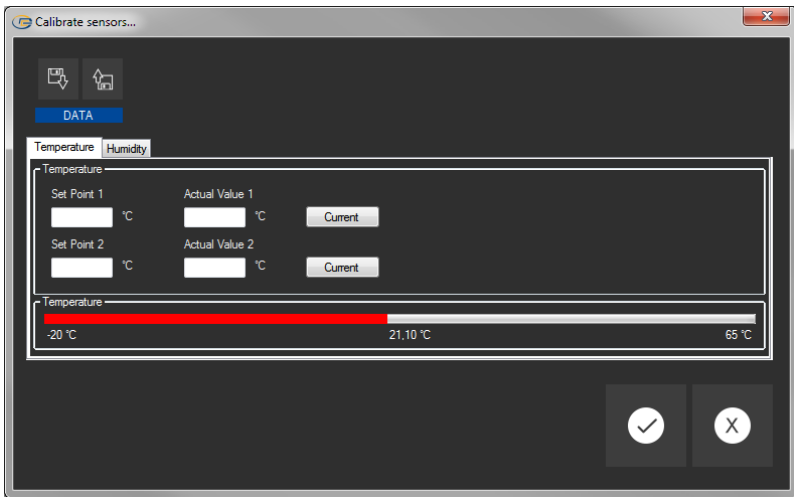 Calibrate sensors...
DATA
Temperature Humidity
Temperature
Set Point 1 Actual Value 1
°C °C Current
Set Point 2 Actual Value 2
°C °C Current
Temperature
-20 °C 21,10 °C 65 °C
X